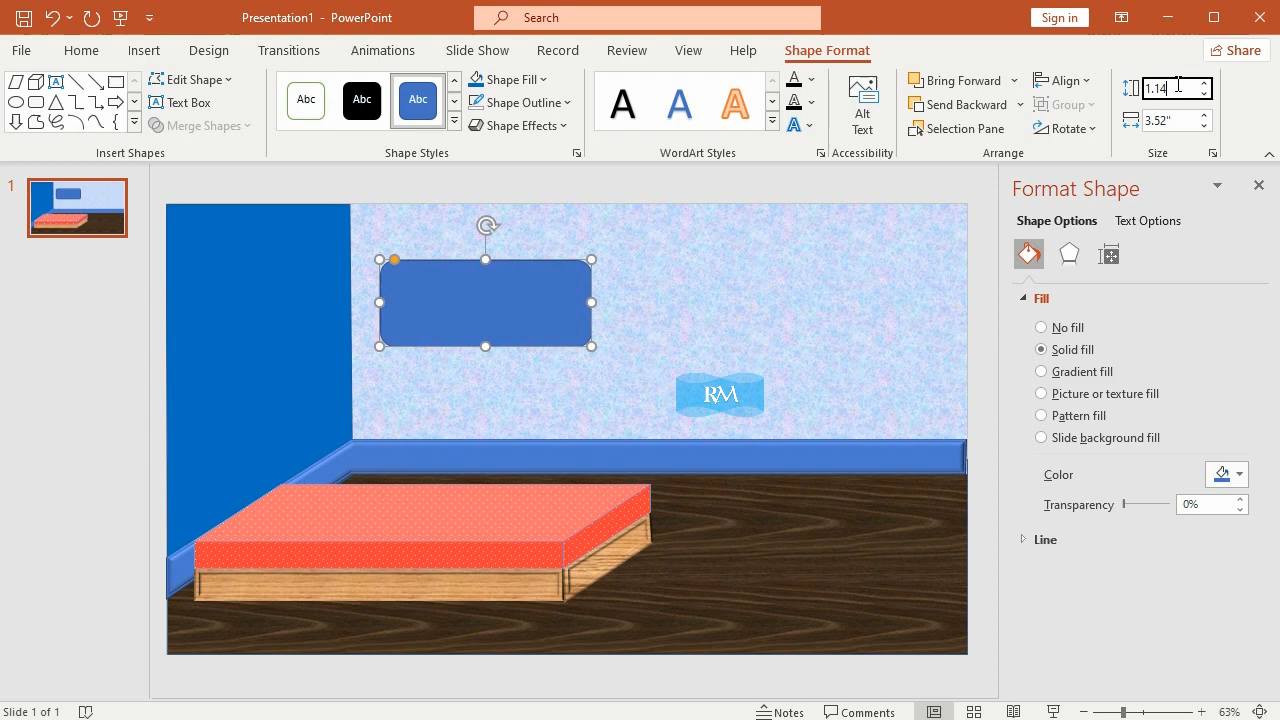 Presentation1 - PowerPoint
Search
Sign in
File Home Insert Design Transitions Animations Slide Show Record Review View Help Shape Format
Share
Edit Shape
Text Box
Merge Shapes
Insert Shapes
Abc Abc Abc
Shape Fill
Shape Outline
Shape Effects
Shape Styles
A A A
A
A
A
WordArt Styles
Alt
Text
Accessibility
Bring Forward
Send Backward
Selection Pane
Align
Group
Rotate
Arrange
1.14
3.52"
Size
1
RM
Format Shape
Shape Options Text Options
Fill
No fill
Solid fill
Gradient fill
Picture or texture fill
Pattern fill
Slide background fill
Color
Transparency 0%
Line
Slide 1 of 1
Notes
Comments
63%